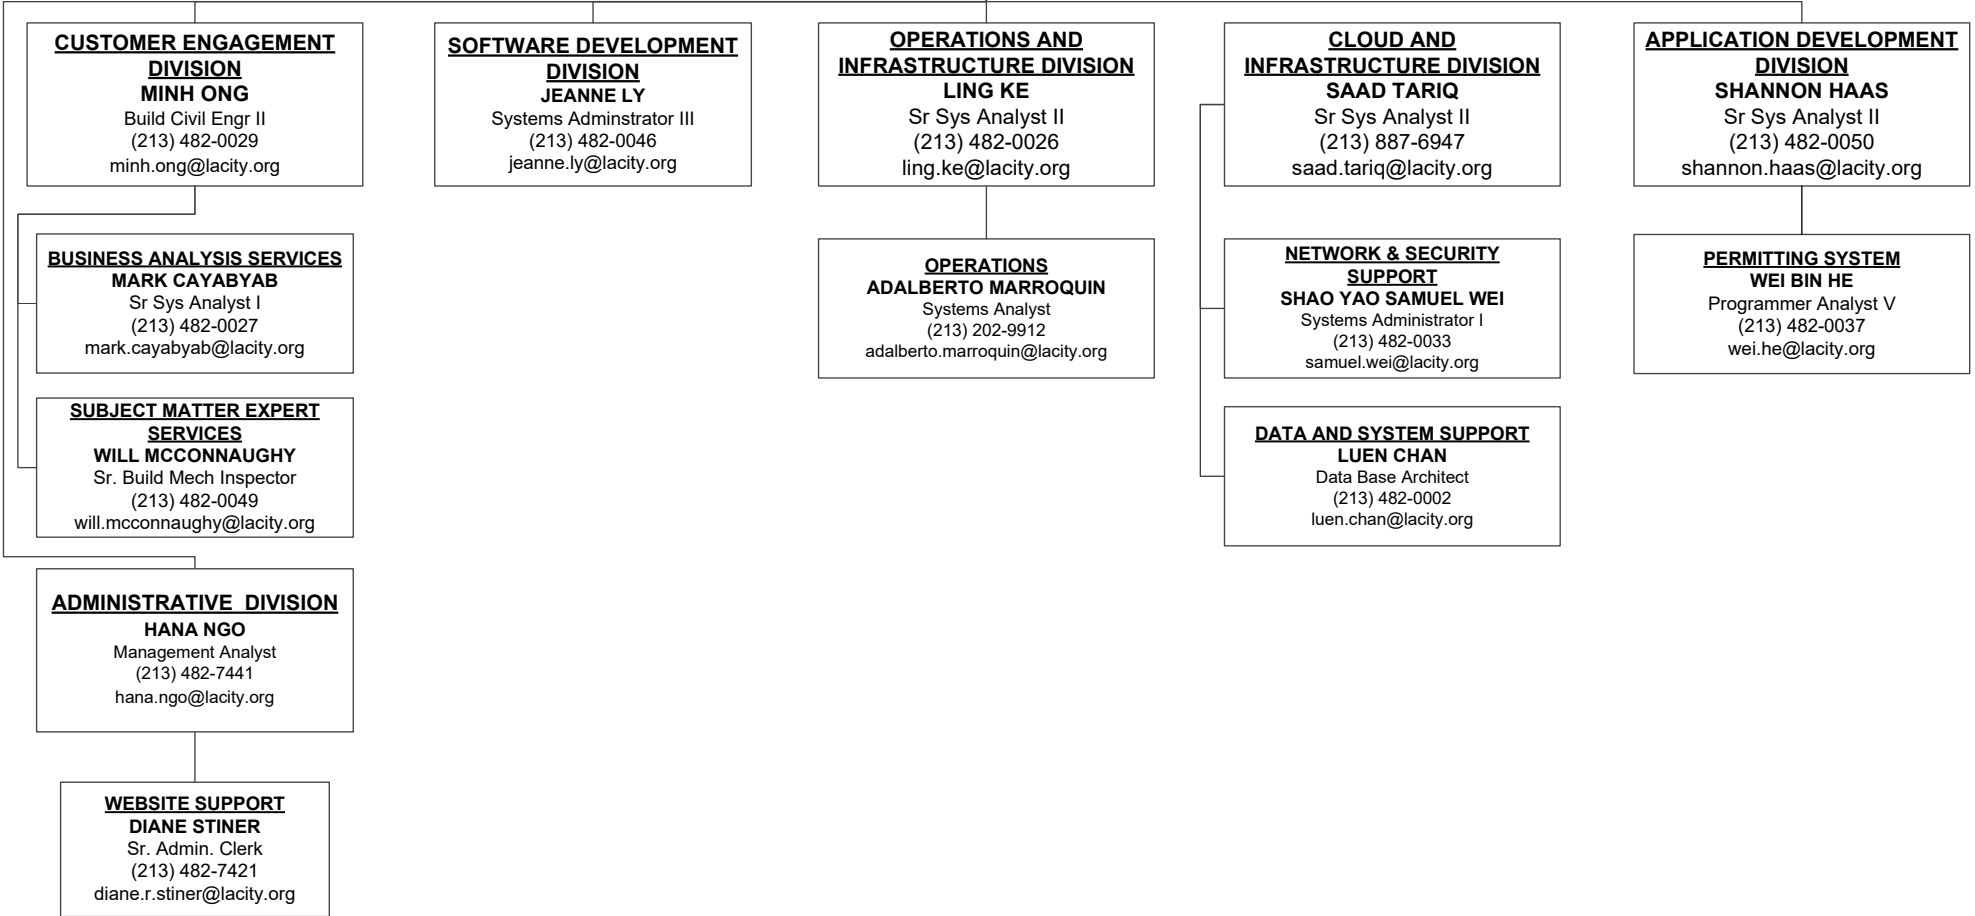 CUSTOMER ENGAGEMENT
DIVISION
MINH ONG
Build Civil Engr II
(213) 482-0029
minh.ong@lacity.org
SOFTWARE DEVELOPMENT
DIVISION
JEANNE LY
Systems Adminstrator III
(213) 482-0046
jeanne.ly@lacity.org
OPERATIONS AND
INFRASTRUCTURE DIVISION
LING KE
Sr Sys Analyst II
(213) 482-0026
ling.ke@lacity.org
CLOUD AND
INFRASTRUCTURE DIVISION
SAAD TARIQ
Sr Sys Analyst II
(213) 887-6947
saad.tariq@lacity.org
APPLICATION DEVELOPMENT
DIVISION
SHANNON HAAS
Sr Sys Analyst II
(213) 482-0050
shannon.haas@lacity.org
BUSINESS ANALYSIS SERVICES
MARK CAYABYAB
Sr Sys Analyst I
(213) 482-0027
mark.cayabyab@lacity.org
OPERATIONS
ADALBERTO MARROQUIN
Systems Analyst
(213) 202-9912
adalberto.marroquin@lacity.org
NETWORK & SECURITY
SUPPORT
SHAO YAO SAMUEL WEI
Systems Administrator I
(213) 482-0033
samuel.wei@lacity.org
PERMITTING SYSTEM
WEI BIN HE
Programmer Analyst V
(213) 482-0037
wei.he@lacity.org
SUBJECT MATTER EXPERT
SERVICES
WILL MCCONNAUGHY
Sr. Build Mech Inspector
(213) 482-0049
will.mcconnaughy@lacity.org
DATA AND SYSTEM SUPPORT
LUEN CHAN
Data Base Architect
(213) 482-0002
luen.chan@lacity.org
ADMINISTRATIVE  DIVISION
HANA NGO
Management Analyst
(213) 482-7441
hana.ngo@lacity.org
WEBSITE SUPPORT
DIANE STINER
Sr. Admin. Clerk
(213) 482-7421
diane.r.stiner@lacity.org